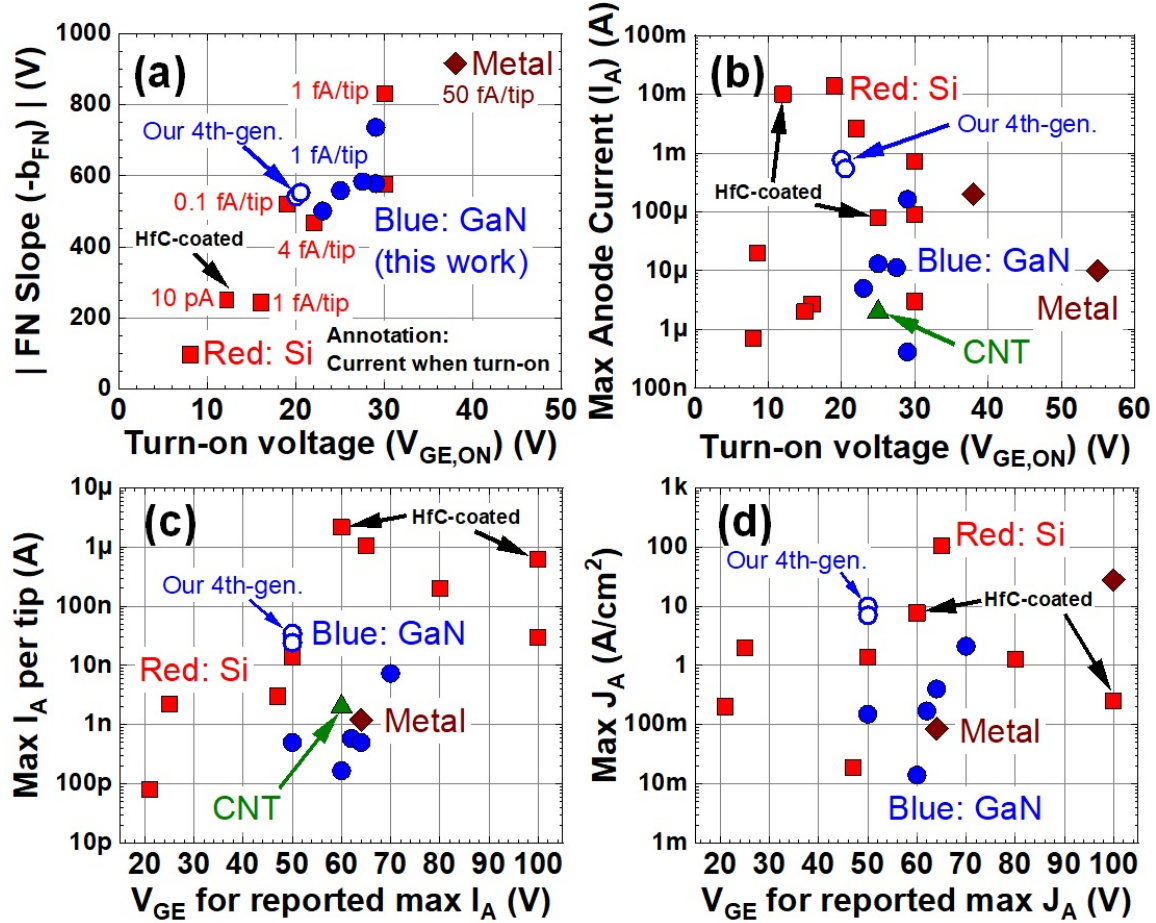 (a)
| FN Slope (-bFN) | (V)
1000
800
600
400
200
0
Metal
50 fA/tip
1 fA/tip
Our 4th-gen.
1 fA/tip
0.1 fA/tip
Blue: GaN
(this work)
4 fA/tip
HfC-coated
10 pA
1 fA/tip
Red: Si
Annotation:
Current when turn-on
0 10 20 30 40 50
Turn-on voltage (VGE,ON) (V)
(b)
Max Anode Current (IA) (A)
100m
10m
1m
100µ
10µ
1µ
100n
Red: Si
Our 4th-gen.
HfC-coated
Blue: GaN
Metal
CNT
0 10 20 30 40 50 60
Turn-on voltage (VGE,ON) (V)
(c)
Max IA per tip (A)
10µ
1µ
100n
10n
1n
100p
10p
HfC-coated
Our 4th-gen.
Blue: GaN
Red: Si
Metal
CNT
20 30 40 50 60 70 80 90 100
VGE for reported max IA (V)
(d)
Max JA (A/cm²)
1k
100
10
1
100m
10m
1m
Red: Si
Our 4th-gen.
HfC-coated
Metal
Blue: GaN
20 30 40 50 60 70 80 90 100
VGE for reported max JA (V)